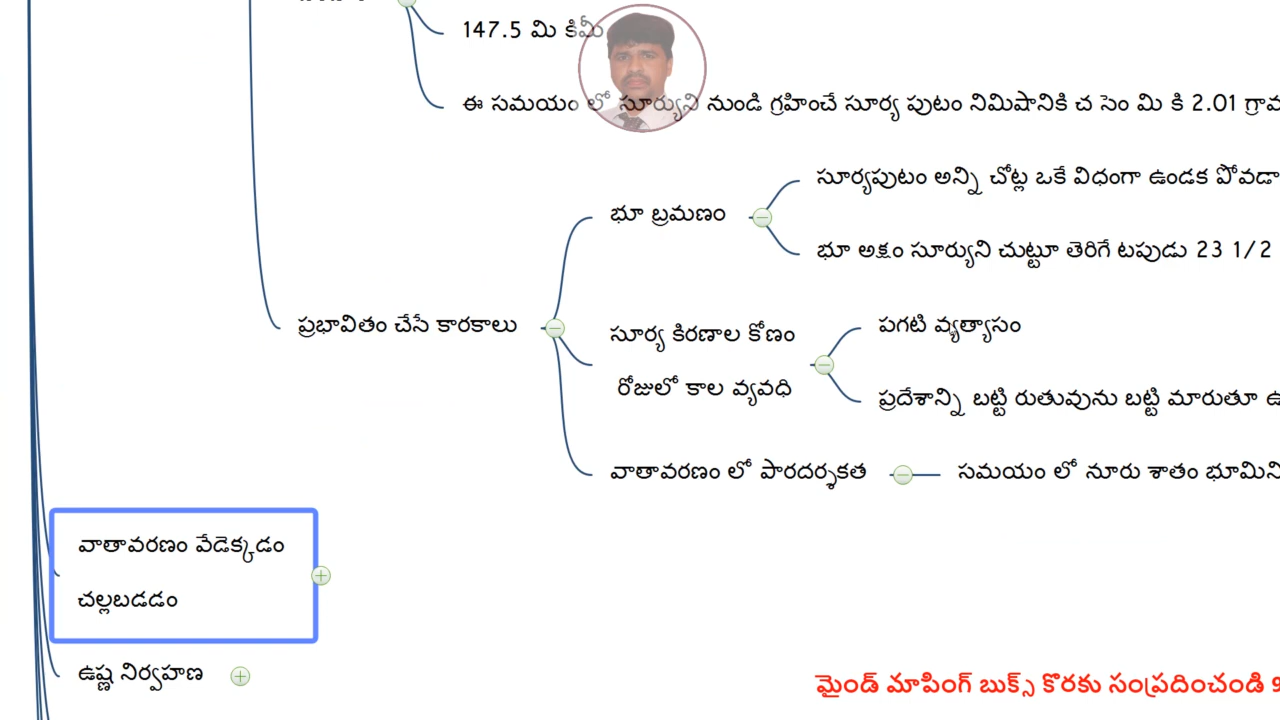 147.5 మి కిమీ
ఈ సమయం లో సూర్యుని నుండి గ్రహించే సూర్య పుటం నిమిషానికి చ సెం మి కి 2.01
సూర్యపుటం అన్ని చోట్ల ఒకే విధంగా ఉండక
భూ బ్రమణం
భూ అక్షం సూర్యుని చుట్టూ తెరిగే టపుడు 23 1/2
ప్రభావితం చేసే కారకాలు
సూర్య కిరణాల కోణం
రోజులో కాల వ్యవధి
పగటి వ్యత్యాసం
ప్రదేశాన్ని బట్టి రుతువును బట్టి మారుతూ
వాతావరణం లో పారదర్శకత
సమయం లో నూరు శాతం
వాతావరణం వేడెక్కడం
చల్లబడడం
ఉష్ణ నిర్వహణ
మైండ్ మాపింగ్ బుక్స్ కొరకు సంప్రదించండి